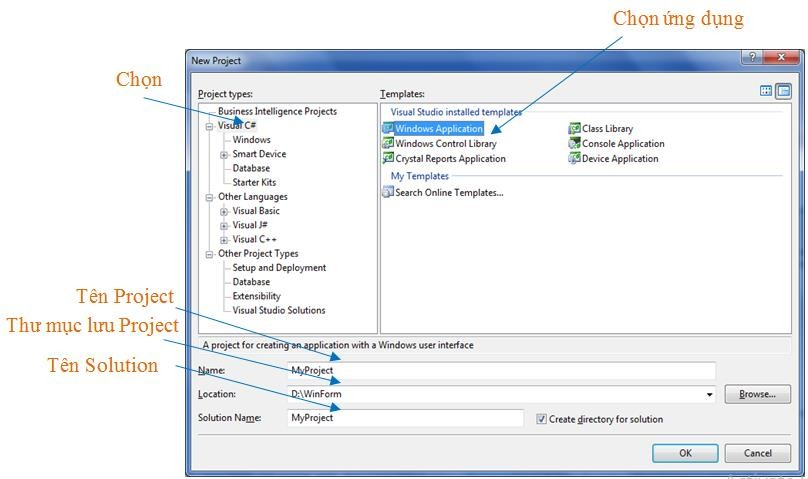 Chọn ứng dụng
New Project
Chọn
Project types:
Templates:
Business Intelligence Projects
Visual C#
Windows
Smart Device
Database
Starter Kits
Other Languages
Visual Basic
Visual J#
Visual C++
Other Project Types
Setup and Deployment
Database
Extensibility
Visual Studio Solutions
Visual Studio installed templates
Windows Application
Class Library
Windows Control Library
Console Application
Crystal Reports Application
Device Application
My Templates
Search Online Templates...
Tên Project
Thư mục lưu Project
Tên Solution
A project for creating an application with a Windows user interface
Name:
MyProject
Location:
D:\WinForm
Browse...
Solution Name:
MyProject
Create directory for solution
OK
Cancel